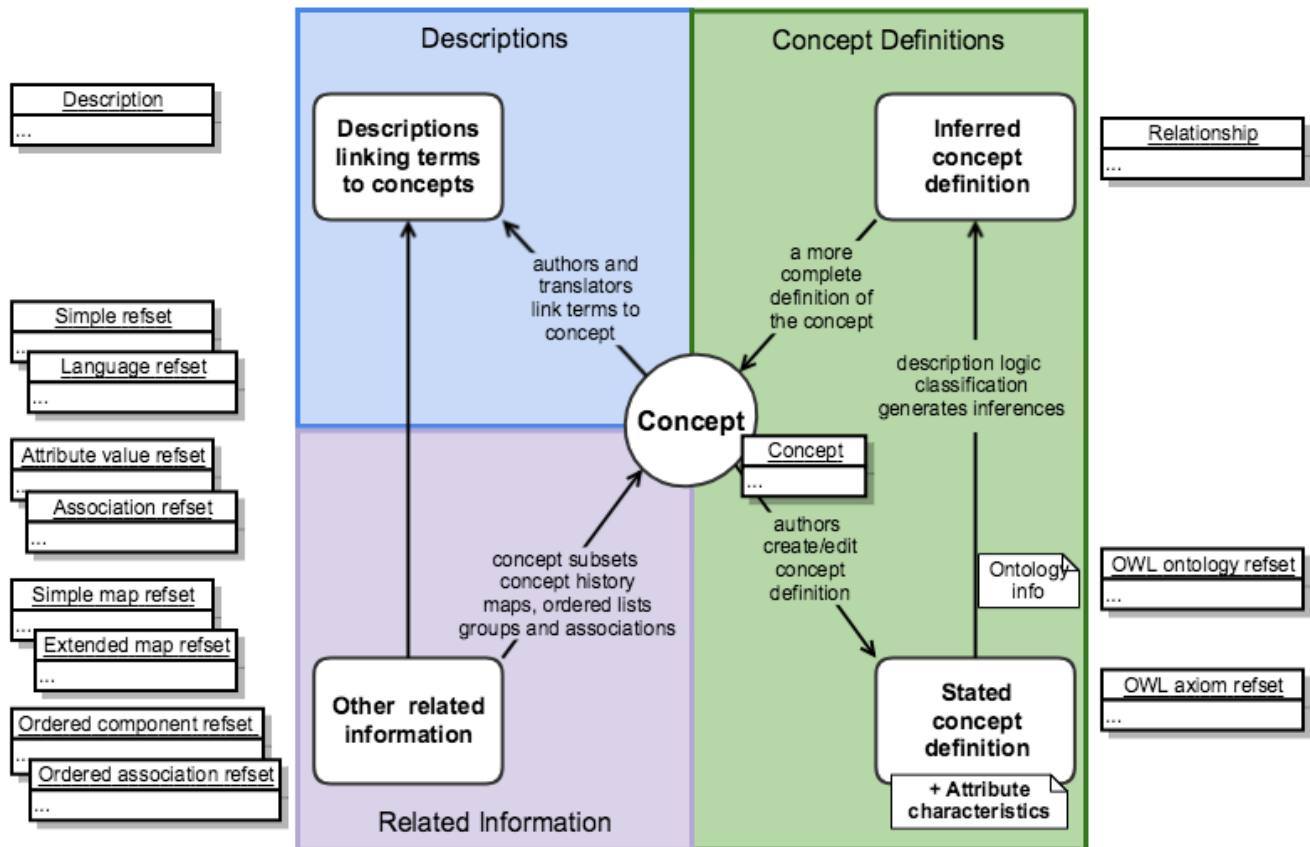 Descriptions
Concept Definitions
Description
...
Descriptions
linking terms
to concepts
Inferred
concept
definition
Relationship
...
authors and
translators
link terms to
concept
a more
complete
definition of
the concept
Simple refset
...
Language refset
...
description logic
classification
generates inferences
Concept
Concept
...
Attribute value refset
...
Association refset
...
authors
create/edit
concept
definition
concept subsets
concept history
maps, ordered lists
groups and associations
Ontology
info
OWL ontology refset
...
Simple map refset
...
Extended map refset
...
Other related
information
Stated
concept
definition
OWL axiom refset
...
Ordered component refset
...
Ordered association refset
...
+ Attribute
characteristics
Related Information